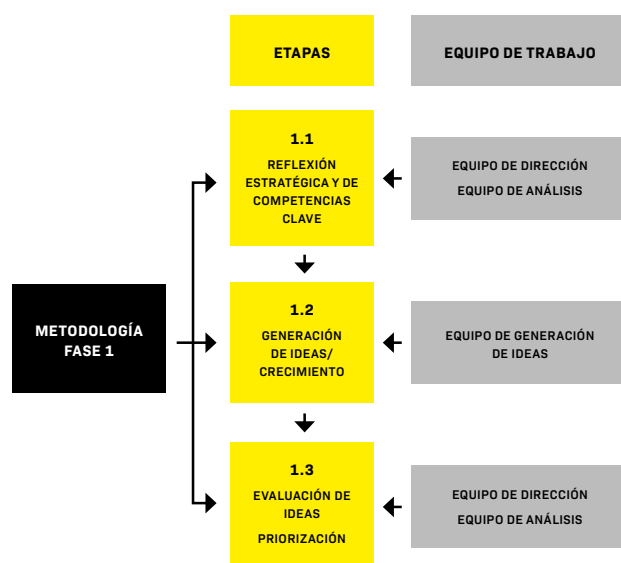 ETAPAS
EQUIPO DE TRABAJO
1.1
REFLEXIÓN
ESTRATÉGICA Y DE
COMPETENCIAS
CLAVE
EQUIPO DE DIRECCIÓN
EQUIPO DE ANÁLISIS
METODOLOGÍA
FASE 1
1.2
GENERACIÓN
DE IDEAS/
CRECIMIENTO
EQUIPO DE GENERACIÓN
DE IDEAS
1.3
EVALUACIÓN DE
IDEAS
PRIORIZACIÓN
EQUIPO DE DIRECCIÓN
EQUIPO DE ANÁLISIS